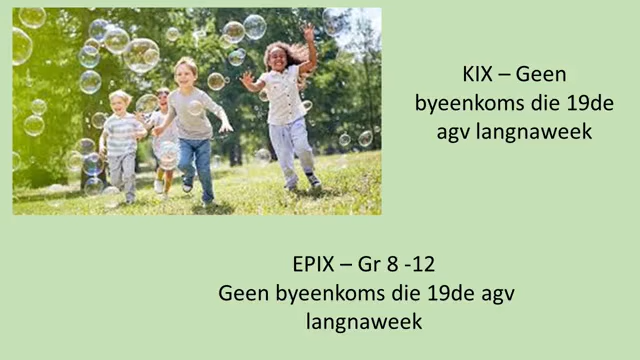 KIX – Geen
byeenkoms die 19de
agv langnaweek
EPIX – Gr 8 -12
Geen byeenkoms die 19de agv
langnaweek